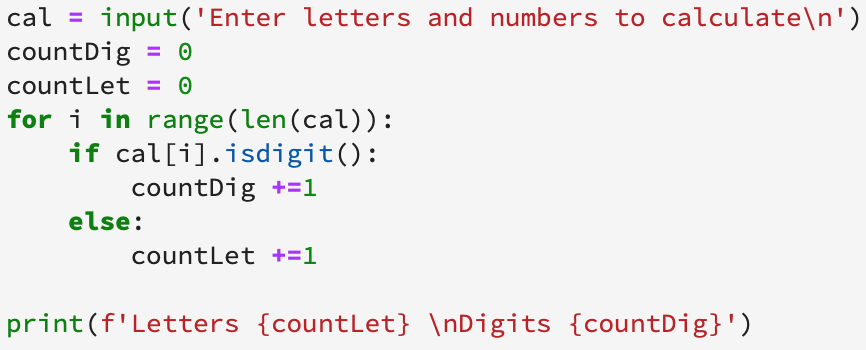 cal = input('Enter letters and numbers to calculate\n')
countDig = 0
countLet = 0
for i in range(len(cal)):
    if cal[i].isdigit():
        countDig +=1
    else:
        countLet +=1
print(f'Letters {countLet} \nDigits {countDig}')